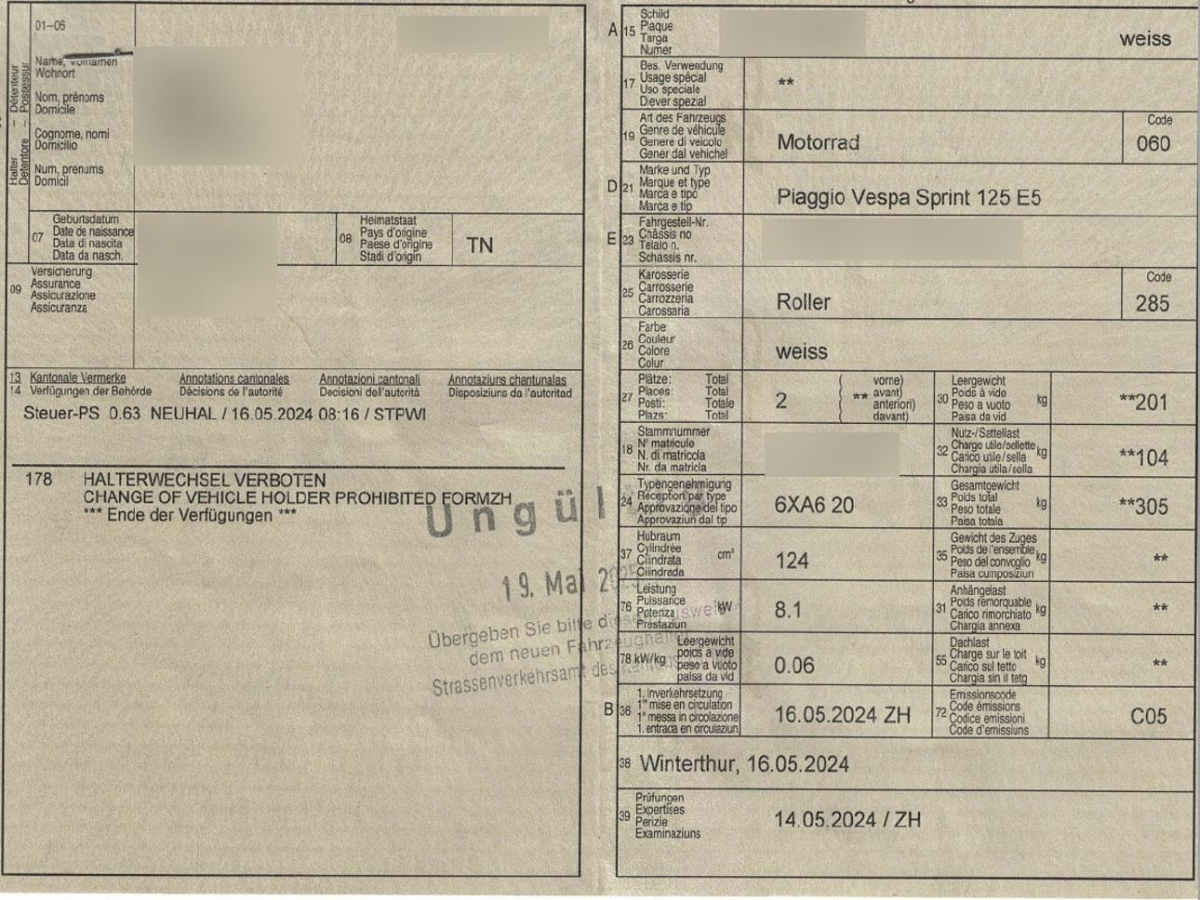 01-06
Halter – Détenteur
Detentore – Possessur
Name, Vornamen
Wohnort
Nom, prénoms
Domicile
Cognome, nomi
Domicilio
Num, prenums
Domicil
07
Geburtsdatum
Date de naissance
Data di nascita
Data da nasch.
08
Heimatstaat
Pays d'origine
Paese d'origine
Stadi d'origin
TN
09
Versicherung
Assurance
Assicurazione
Assicuranza
13 Kantonale Vermerke Annotations cantonales Annotazioni cantonali Annotaziuns chantunalas
14 Verfügungen der Behörde Décisions de l'autorité Decisioni dell'autorità Disposiziuns da l'autoritad
Steuer-PS 0.63 NEUHAL / 16.05.2024 08:16 / STPWI
178 HALTERWECHSEL VERBOTEN
CHANGE OF VEHICLE HOLDER PROHIBITED FORMZH
*** Ende der Verfügungen ***
Ungül
19. Mai 2025
Übergeben Sie bitte diesen Ausweis
dem neuen Fahrzeughalter
Strassenverkehrsamt des
A 15
Schild
Plaque
Targa
Numer
weiss
17
Bes. Verwendung
Usage spécial
Uso speciale
Diever spezial
**
19
Art des Fahrzeugs
Genre de véhicule
Genere di veicolo
Gener dal vehichel
Motorrad
Code
060
D 21
Marke und Typ
Marque et type
Marca e tipo
Marca e tip
Piaggio Vespa Sprint 125 E5
E 23
Fahrgestell-Nr.
Châssis no
Telaio n.
Schassis nr.
25
Karosserie
Carrosserie
Carrozzeria
Carossaria
Roller
Code
285
26
Farbe
Couleur
Colore
Colur
weiss
27
Plätze: Total
Places: Total
Posti: Totale
Plazs: Total
2
( vorne)
( ** avant)
( anteriori)
( davant)
30
Leergewicht
Poids à vide
Peso a vuoto
Paisa da vid
kg
**201
18
Stammnummer
N° matricule
N. di matricola
Nr. da matricla
32
Nutz-/Sattellast
Charge utile/sellette
Carico utile/sella
Chargia utila/sella
kg
**104
24
Typengenehmigung
Réception par type
Approvazione del tipo
Approvaziun dal tip
6XA6 20
33
Gesamtgewicht
Poids total
Peso totale
Paisa totala
kg
**305
37
Hubraum
Cylindrée
Cilindrata
Cilindrada
cm³
124
35
Gewicht des Zuges
Poids de l'ensemble
Peso del convoglio
Paisa cumposiziun
kg
**
76
Leistung
Puissance
Potenza
Prestaziun
kW
8.1
31
Anhängelast
Poids remorquable
Carico rimorchiato
Chargia annexa
kg
**
78 kW/kg
Leergewicht
poids à vide
peso a vuoto
paisa da vid
0.06
55
Dachlast
Charge sur le toit
Carico sul tetto
Chargia sin il tetg
kg
**
B 36
1. Inverkehrsetzung
1re mise en circulation
1a messa in circolazione
1. entrada en circulaziun
16.05.2024 ZH
72
Emissionscode
Code émissions
Codice emissioni
Code d'emissiuns
C05
38 Winterthur, 16.05.2024
39
Prüfungen
Expertises
Perizie
Examinaziuns
14.05.2024 / ZH